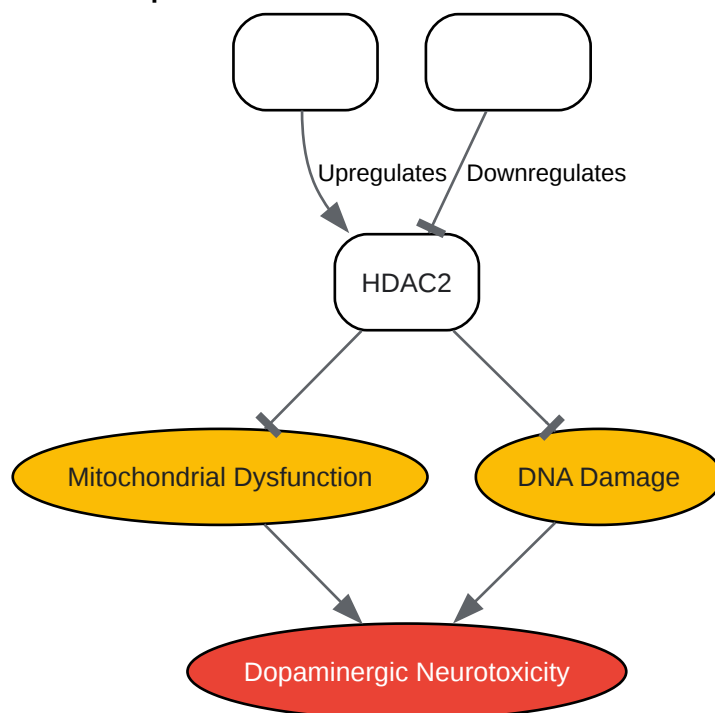 Upregulates
Downregulates
HDAC2
Mitochondrial Dysfunction
DNA Damage
Dopaminergic Neurotoxicity